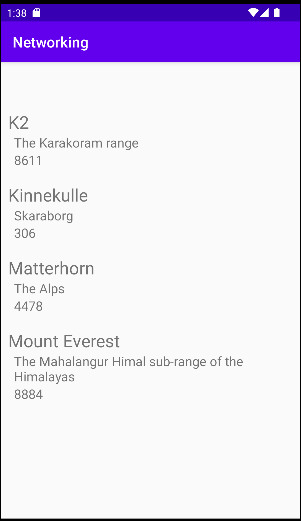 1:38
Networking
K2
The Karakoram range
8611
Kinnekulle
Skaraborg
306
Matterhorn
The Alps
4478
Mount Everest
The Mahalangur Himal sub-range of the
Himalayas
8884